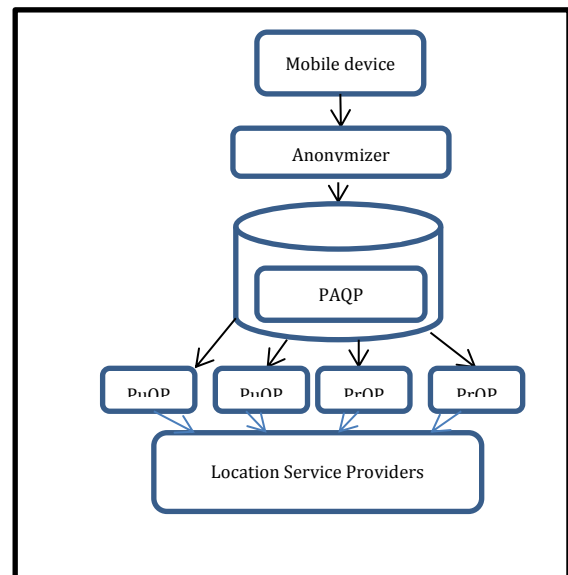 Mobile device
Anonymizer
PAQP
PuQP PuQP PrQP PrQP
Location Service Providers